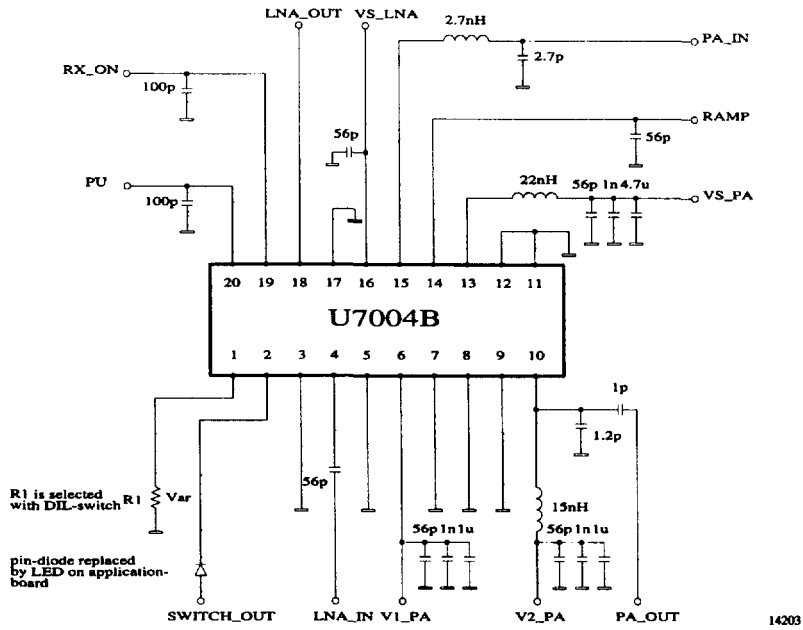 LNA_OUT VS_LNA
2.7nH
PA_IN
2.7p
RX_ON
100p
RAMP
56p
56p
PU
100p
22nH
56p 1n 4.7u
VS_PA
20 19 18 17 16 15 14 13 12 11
U7004B
1 2 3 4 5 6 7 8 9 10
1p
1.2p
56p
R1 is selected
with DIL-switch
R1
Var
15nH
56p 1n 1u
56p 1n 1u
pin-diode replaced
by LED on application-
board
SWITCH_OUT
LNA_IN
V1_PA
V2_PA
PA_OUT
14203